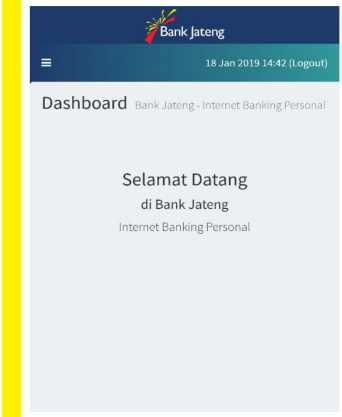 Bank Jateng
18 Jan 2019 14:42 (Logout)
Dashboard Bank Jateng - Internet Banking Personal
Selamat Datang
di Bank Jateng
Internet Banking Personal